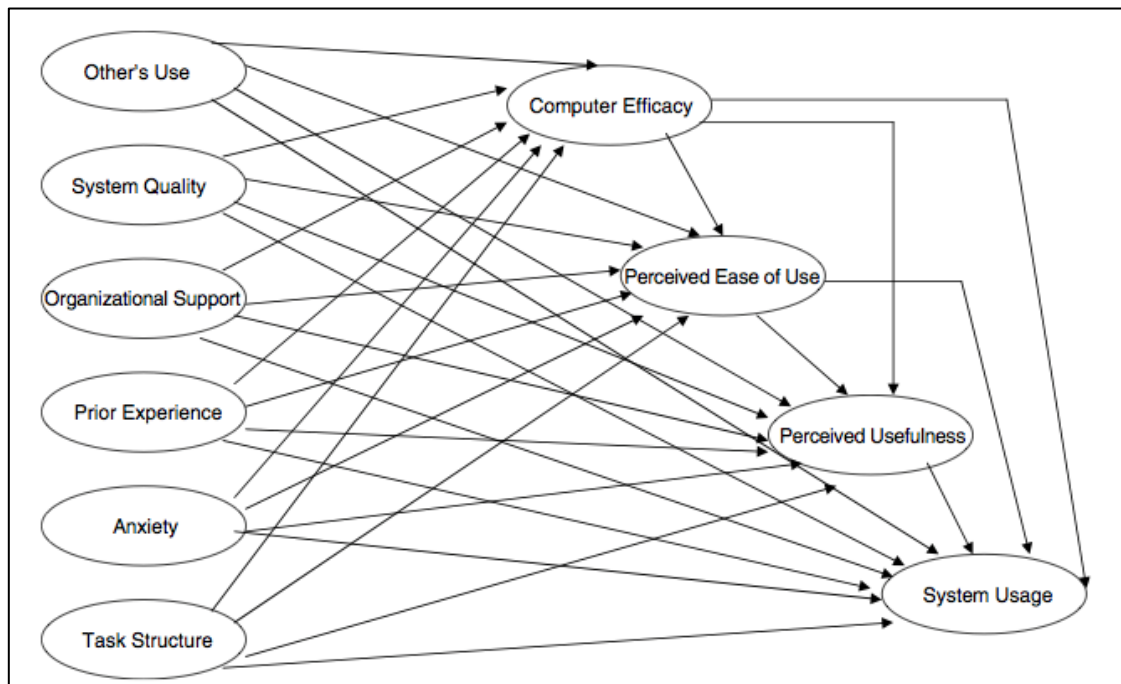 Other's Use
Computer Efficacy
System Quality
Perceived Ease of Use
Organizational Support
Prior Experience
Perceived Usefulness
Anxiety
System Usage
Task Structure